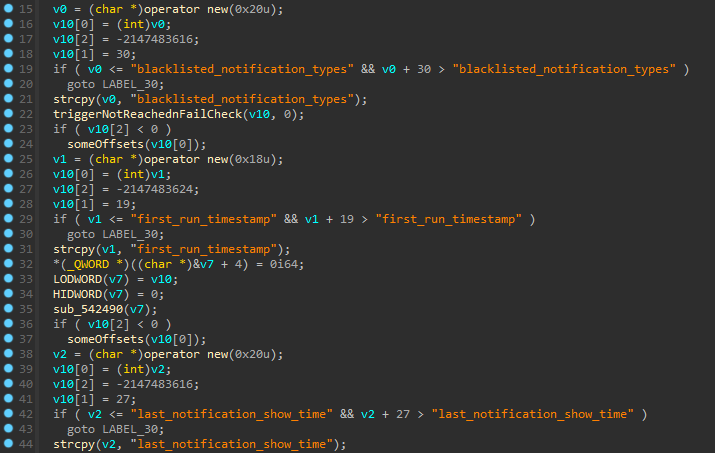 15 v0 = (char *)operator new(0x20u);
16 v10[0] = (int)v0;
17 v10[2] = -2147483616;
18 v10[1] = 30;
19 if ( v0 <= "blacklisted_notification_types" && v0 + 30 > "blacklisted_notification_types" )
20 goto LABEL_30;
21 strcpy(v0, "blacklisted_notification_types");
22 triggerNotReachednFailCheck(v10, 0);
23 if ( v10[2] < 0 )
24 someOffsets(v10[0]);
25 v1 = (char *)operator new(0x18u);
26 v10[0] = (int)v1;
27 v10[2] = -2147483624;
28 v10[1] = 19;
29 if ( v1 <= "first_run_timestamp" && v1 + 19 > "first_run_timestamp" )
30 goto LABEL_30;
31 strcpy(v1, "first_run_timestamp");
32 *(_QWORD *)((char *)&v7 + 4) = 0i64;
33 LODWORD(v7) = v10;
34 HIDWORD(v7) = 0;
35 sub_542490(v7);
36 if ( v10[2] < 0 )
37 someOffsets(v10[0]);
38 v2 = (char *)operator new(0x20u);
39 v10[0] = (int)v2;
40 v10[2] = -2147483616;
41 v10[1] = 27;
42 if ( v2 <= "last_notification_show_time" && v2 + 27 > "last_notification_show_time" )
43 goto LABEL_30;
44 strcpy(v2, "last_notification_show_time");